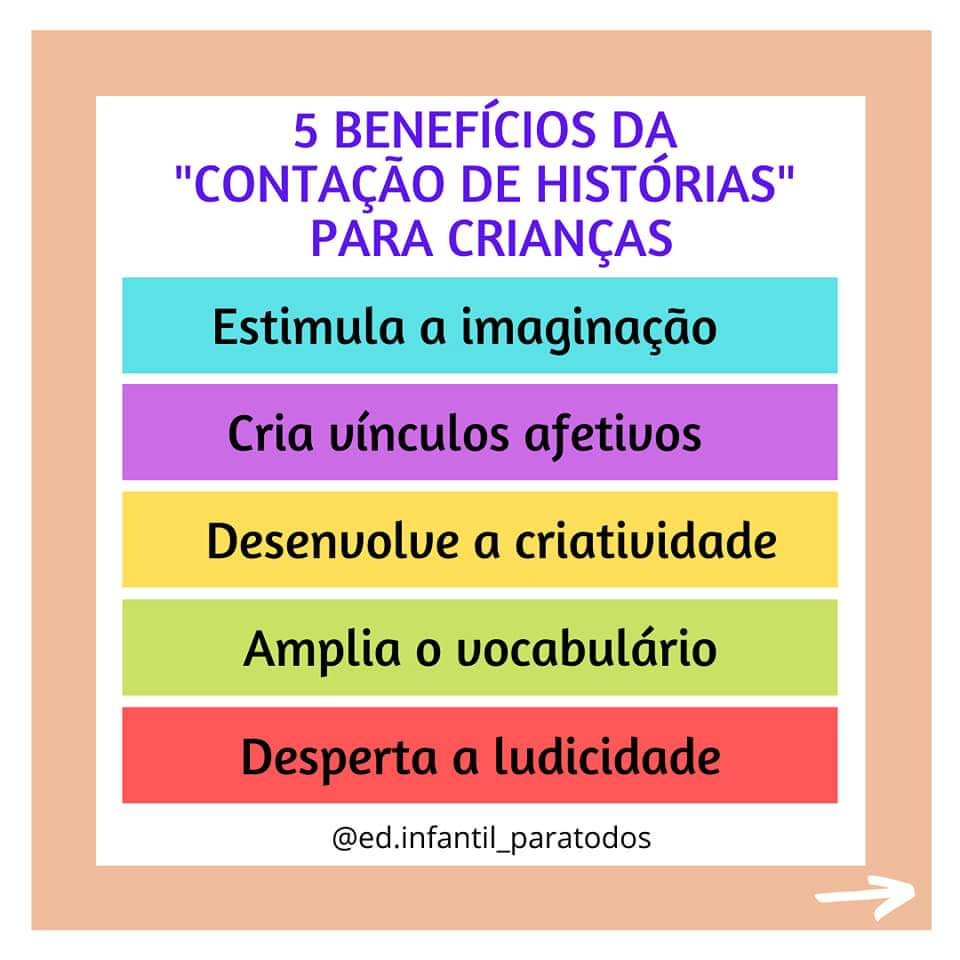 5 BENEFÍCIOS DA
"CONTAÇÃO DE HISTÓRIAS"
PARA CRIANÇAS
Estimula a imaginação
Cria vínculos afetivos
Desenvolve a criatividade
Amplia o vocabulário
Desperta a ludicidade
@ed.infantil_paratodos